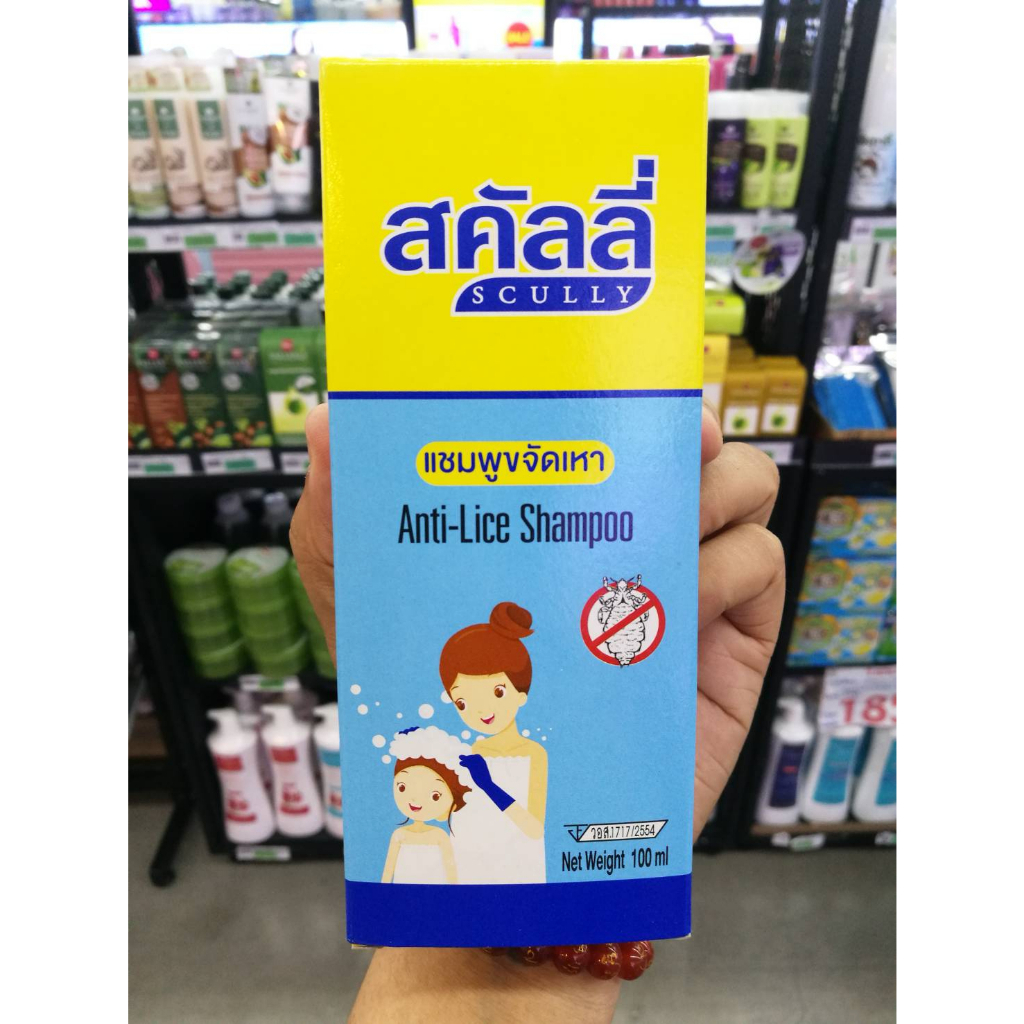 สคัลลี่
SCULLY
แชมพูขจัดเหา
Anti-Lice Shampoo
วอส.1717/2554
Net Weight 100 ml